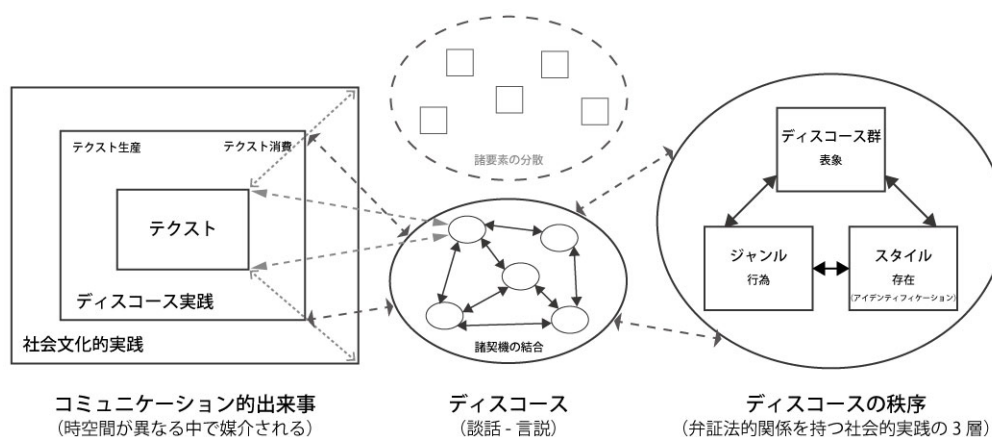 テクスト生産
テクスト消費
テクスト
ディスコース実践
社会文化的実践
コミュニケーション的出来事
(時空間が異なる中で媒介される)
諸要素の分散
諸契機の結合
ディスコース
(談話 - 言説)
ディスコース群
表象
ジャンル
行為
スタイル
存在
(アイデンティフィケーション)
ディスコースの秩序
(弁証法的関係を持つ社会的実践の 3 層)